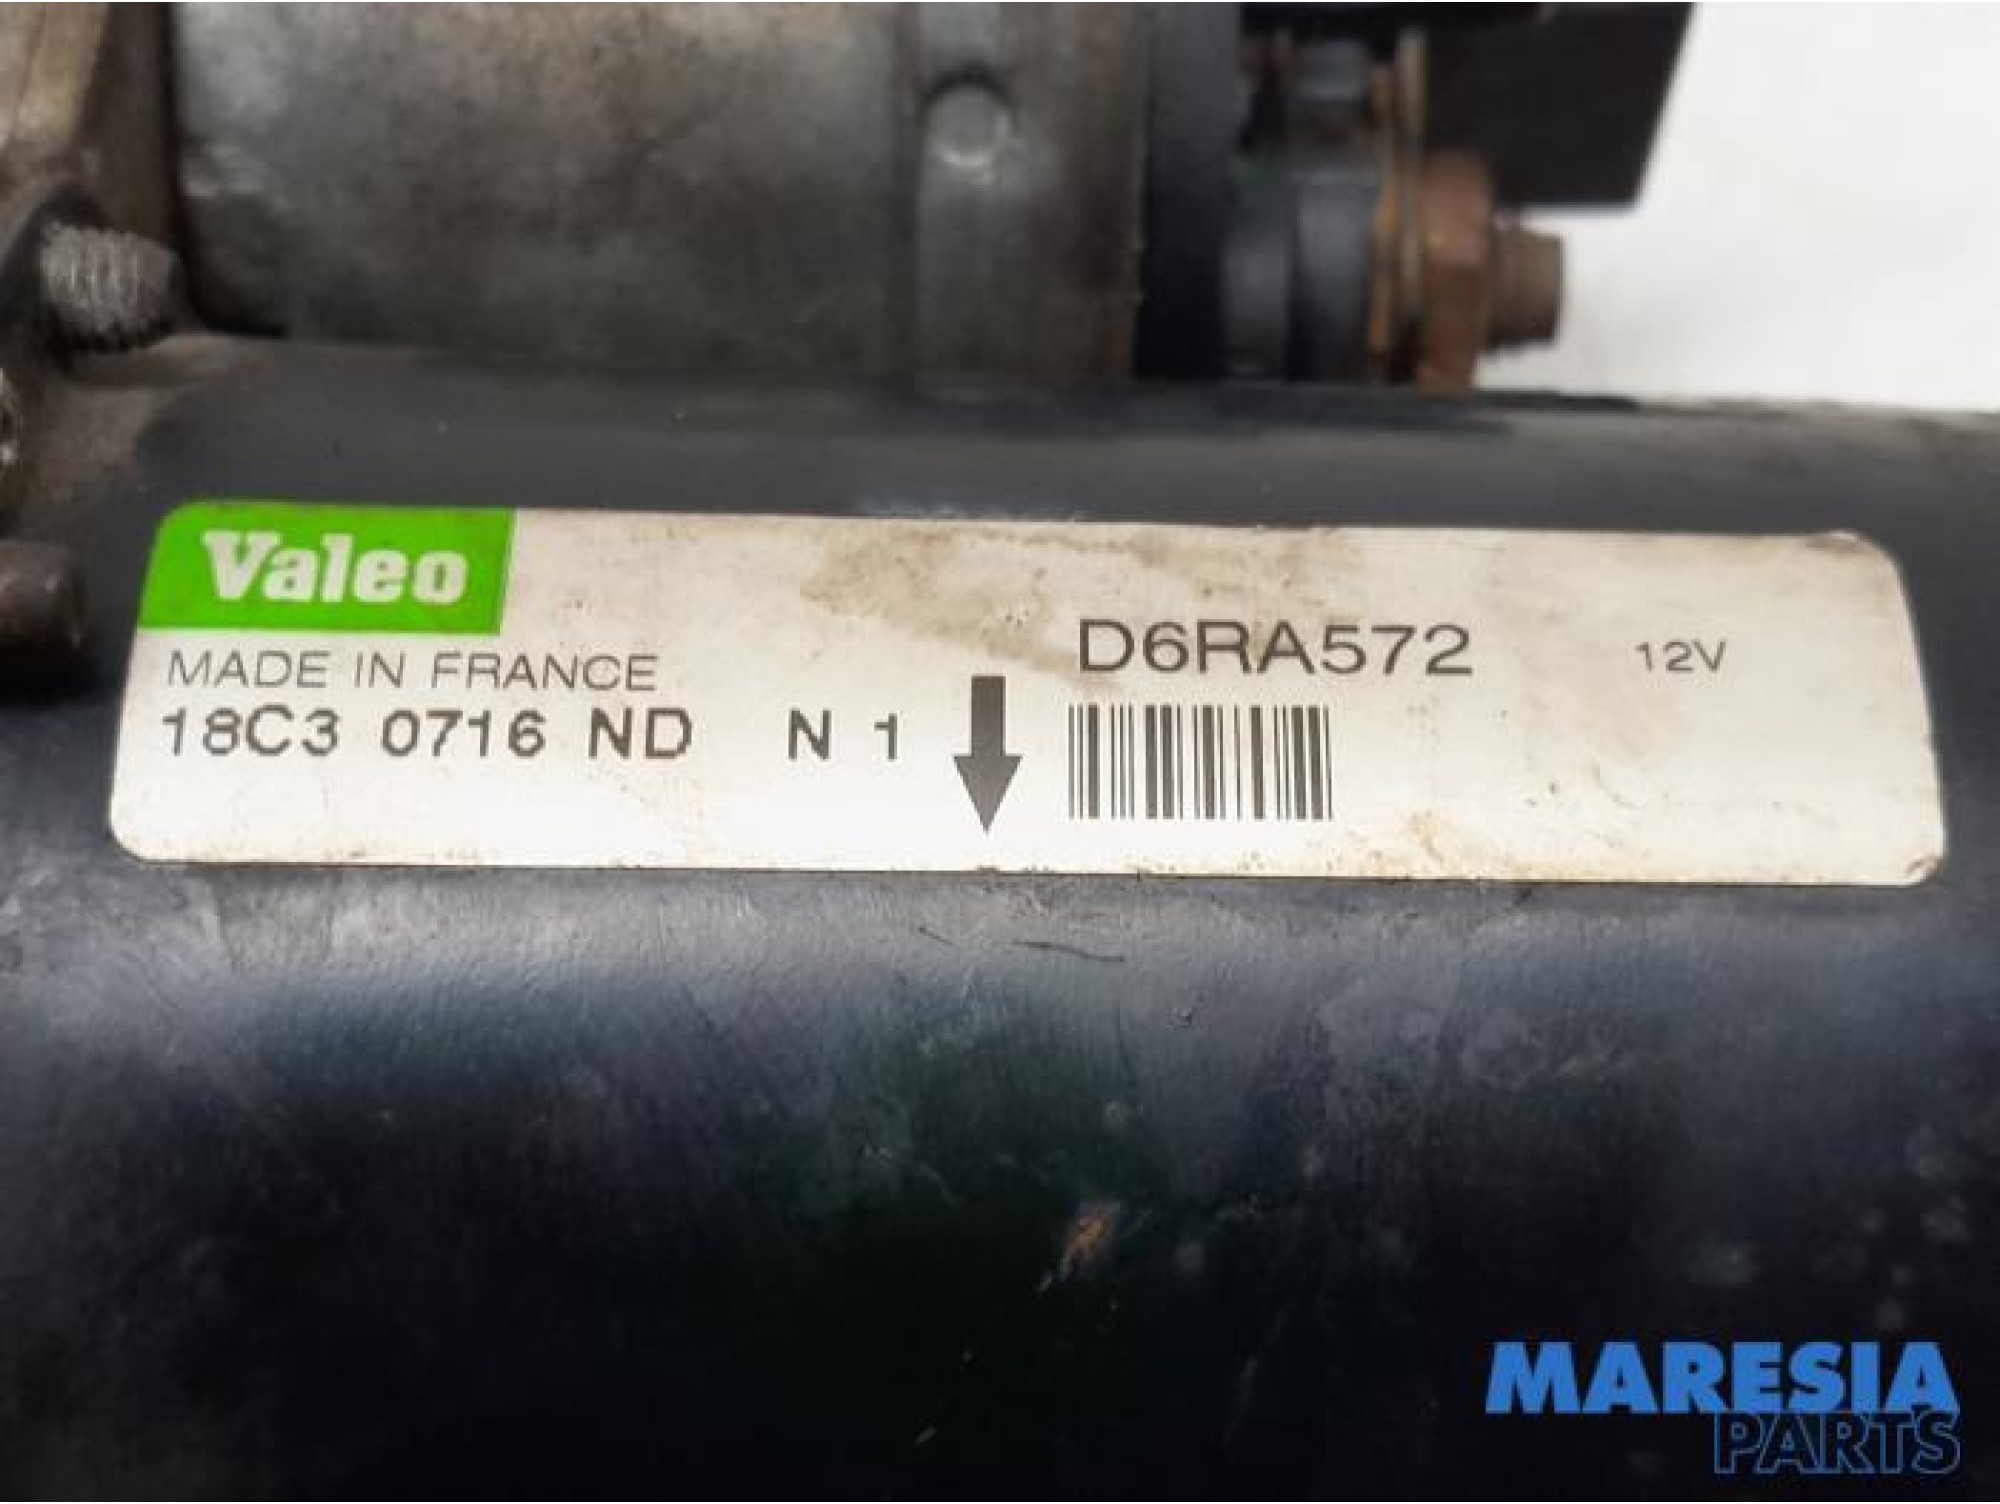 Valeo
MADE IN FRANCE
18C3 0716 ND N 1
D6RA572 12V
MARESIA
PARTS